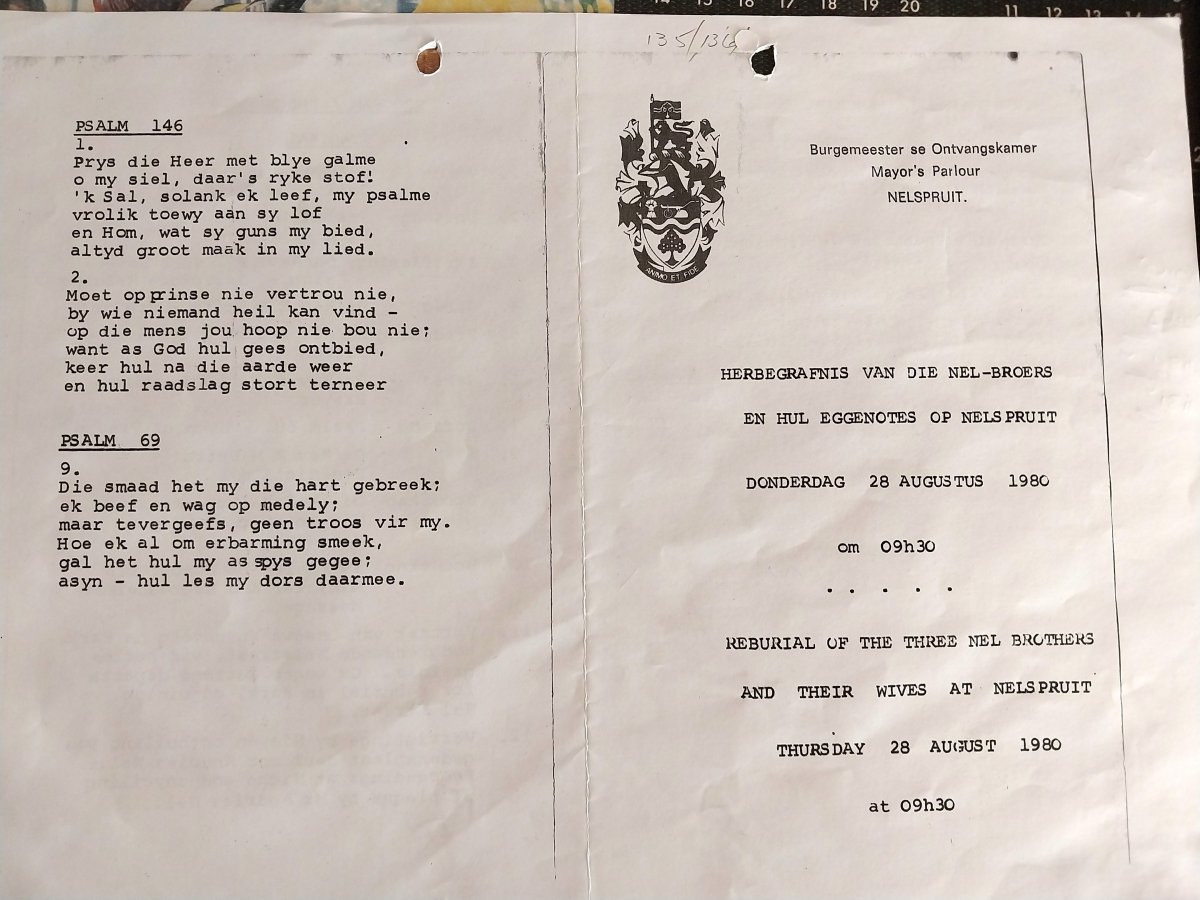 135/136
PSALM 146
1.
Prys die Heer met blye galme
o my siel, daar's ryke stof!
'k Sal, solank ek leef, my psalme
vrolik toewy aan sy lof
en Hom, wat sy guns my bied,
altyd groot maak in my lied.
2.
Moet op prinse nie vertrou nie,
by wie niemand heil kan vind -
op die mens jou hoop nie bou nie;
want as God hul gees ontbied,
keer hul na die aarde weer
en hul raadslag stort terneer
PSALM 69
9.
Die smaad het my die hart gebreek;
ek beef en wag op medely;
maar tevergeefs, geen troos vir my.
Hoe ek al om erbarming smeek,
gal het hul my as spys gegee;
asyn - hul les my dors daarmee.
ANIMO ET FIDE
Burgemeester se Ontvangskamer
Mayor's Parlour
NELSPRUIT.
HERBEGRAFNIS VAN DIE NEL-BROERS
EN HUL EGGENOTES OP NELSPRUIT
DONDERDAG 28 AUGUSTUS 1980
om 09h30
. . . . .
REBURIAL OF THE THREE NEL BROTHERS
AND THEIR WIVES AT NELSPRUIT
THURSDAY 28 AUGUST 1980
at 09h30